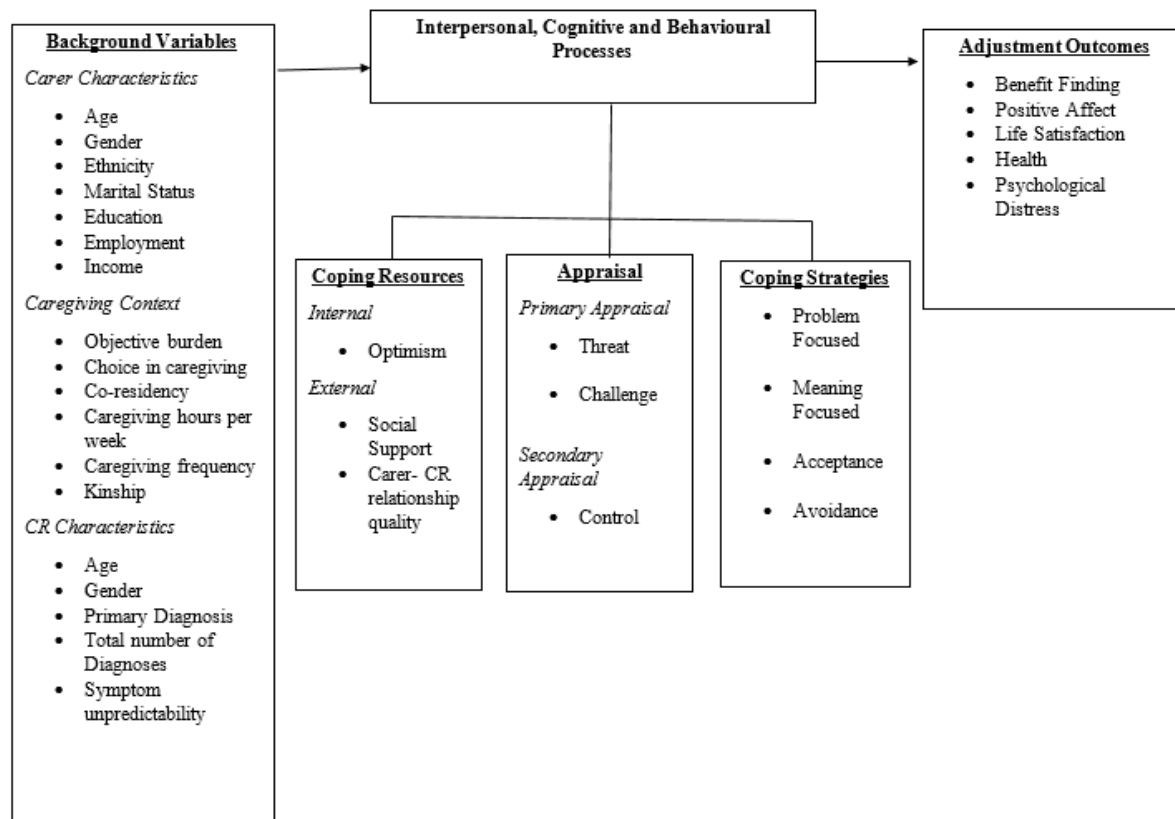 Background Variables
Carer Characteristics
• Age
• Gender
• Ethnicity
• Marital Status
• Education
• Employment
• Income
Caregiving Context
• Objective burden
• Choice in caregiving
• Co-residency
• Caregiving hours per
week
• Caregiving frequency
• Kinship
CR Characteristics
• Age
• Gender
• Primary Diagnosis
• Total number of
Diagnoses
• Symptom
unpredictability
Interpersonal, Cognitive and Behavioural
Processes
Coping Resources
Internal
• Optimism
External
• Social
Support
• Carer- CR
relationship
quality
Appraisal
Primary Appraisal
• Threat
• Challenge
Secondary
Appraisal
• Control
Coping Strategies
• Problem
Focused
• Meaning
Focused
• Acceptance
• Avoidance
Adjustment Outcomes
• Benefit Finding
• Positive Affect
• Life Satisfaction
• Health
• Psychological
Distress